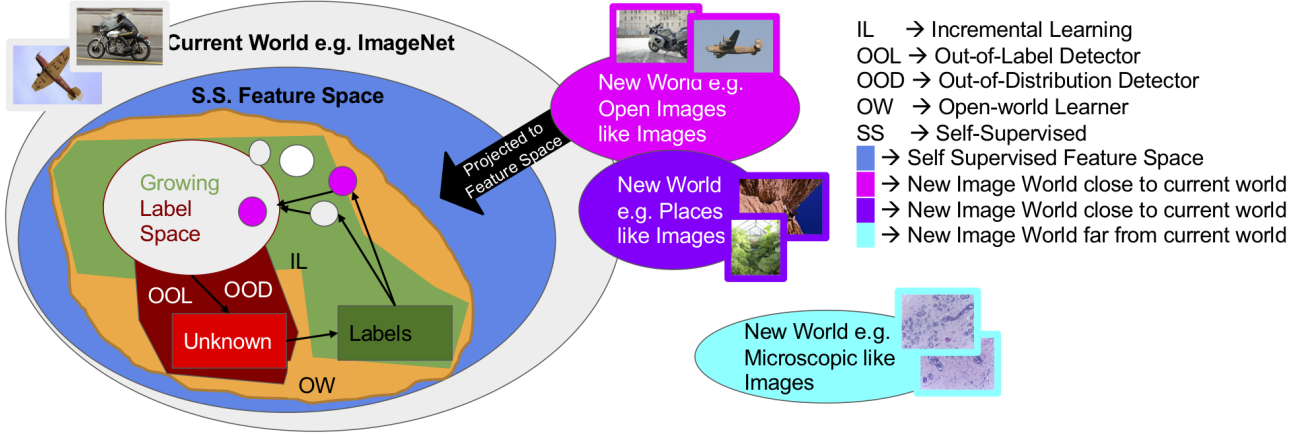 Current World e.g. ImageNet
S.S. Feature Space
Growing
Label
Space
IL
OOL
OOD
Unknown
Labels
OW
Projected to
Feature Space
New World e.g.
Open Images
like Images
New World
e.g. Places
like Images
New World e.g.
Microscopic like
Images
IL → Incremental Learning
OOL → Out-of-Label Detector
OOD → Out-of-Distribution Detector
OW → Open-world Learner
SS → Self-Supervised
→ Self Supervised Feature Space
→ New Image World close to current world
→ New Image World close to current world
→ New Image World far from current world